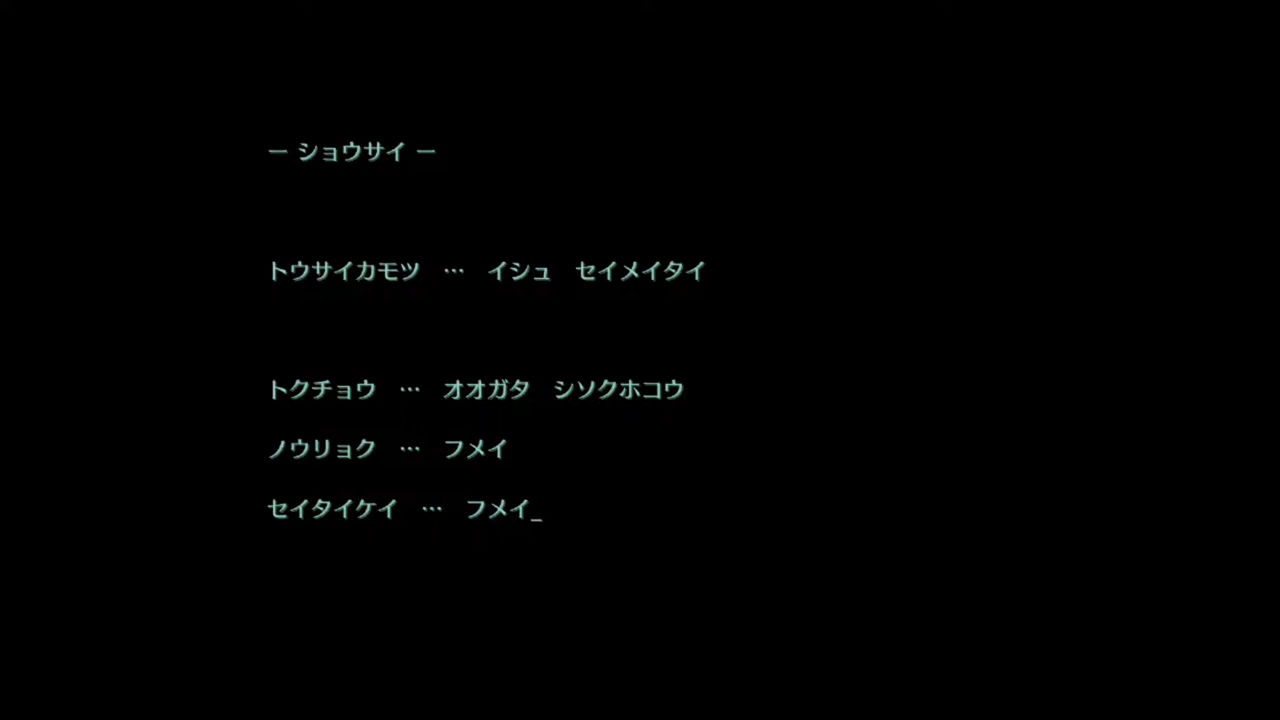 ー ショウサイ ー
トウサイカモツ … イシュ セイメイタイ
トクチョウ … オオガタ シソクホコウ
ノウリョク … フメイ
セイタイケイ … フメイ_